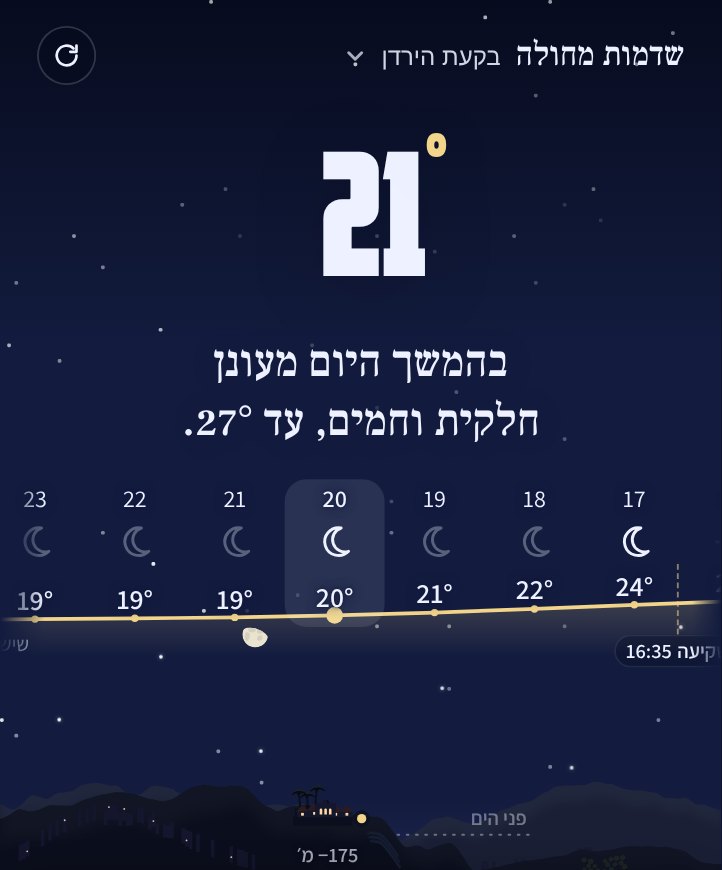 שדמות מחולה בקעת הירדן
21°
בהמשך היום מעונן
חלקית וחמים, עד 27°.
17 18 19 20 21 22 23
24° 22° 21° 20° 19° 19° 19°
16:35
פני הים
−175 מ׳